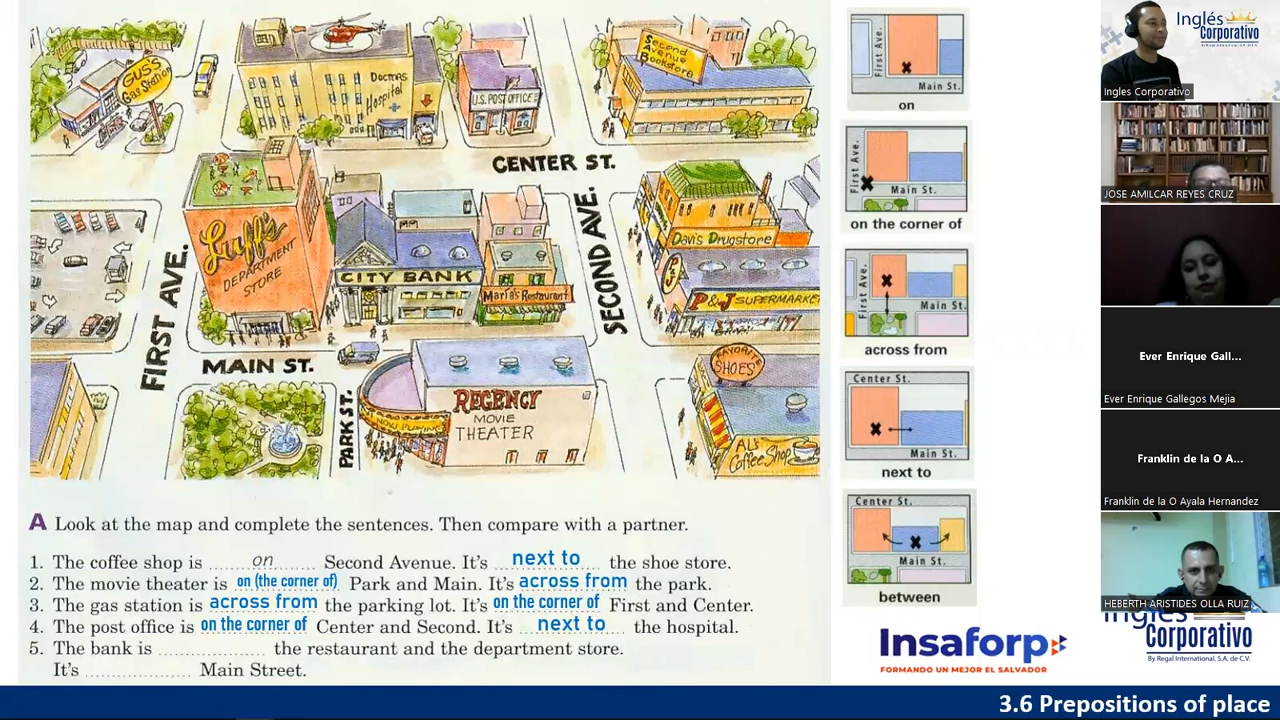 GUS'S
Gas Station
Doctors
Hospital
U.S. POST OFFICE
Second
Avenue
Bookstore
CENTER ST.
Luff's
DEPARTMENT
STORE
FIRST AVE.
CITY BANK
Maria's Restaurant
SECOND AVE.
Davis Drugstore
P&J
P&J SUPERMARKET
MAIN ST.
PARK ST.
NOW PLAYING
REGENCY
MOVIE
THEATER
FAVORITE
SHOES
AL's
Coffee Shop
A Look at the map and complete the sentences. Then compare with a partner.
1. The coffee shop is on Second Avenue. It's next to the shoe store.
2. The movie theater is on (the corner of) Park and Main. It's across from the park.
3. The gas station is across from the parking lot. It's on the corner of First and Center.
4. The post office is on the corner of Center and Second. It's next to the hospital.
5. The bank is .................... the restaurant and the department store.
It's .................... Main Street.
First Ave.
Main St.
on
First Ave.
Main St.
on the corner of
First Ave.
Main St.
across from
Center St.
Main St.
next to
Center St.
Main St.
between
Insaforp
FORMANDO UN MEJOR EL SALVADOR
Inglés
Corporativo
By Regal International, S.A. de C.V.
Ingles Corporativo
JOSE AMILCAR REYES CRUZ
Ever Enrique Gall...
Ever Enrique Gallegos Mejia
Franklin de la O A...
Franklin de la O Ayala Hernandez
HEBERTH ARISTIDES OLLA RUIZ
Inglés
Corporativo
By Regal International, S.A. de C.V.
3.6 Prepositions of place